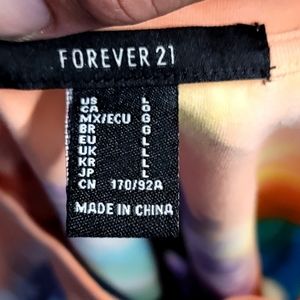 FOREVER 21
US L
CA G
MX/ECU G
BR G
EU L
UK L
KR L
JP L
CN 170/92A
MADE IN CHINA